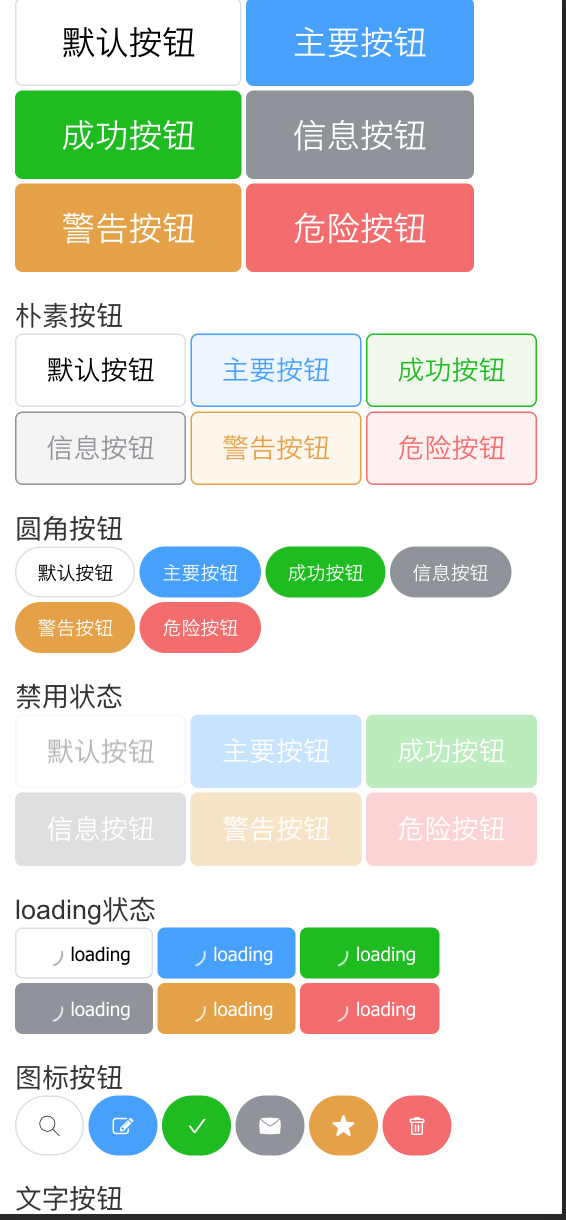 默认按钮 主要按钮
成功按钮 信息按钮
警告按钮 危险按钮
朴素按钮
默认按钮 主要按钮 成功按钮
信息按钮 警告按钮 危险按钮
圆角按钮
默认按钮 主要按钮 成功按钮 信息按钮
警告按钮 危险按钮
禁用状态
默认按钮 主要按钮 成功按钮
信息按钮 警告按钮 危险按钮
loading状态
loading loading loading
loading loading loading
图标按钮
文字按钮